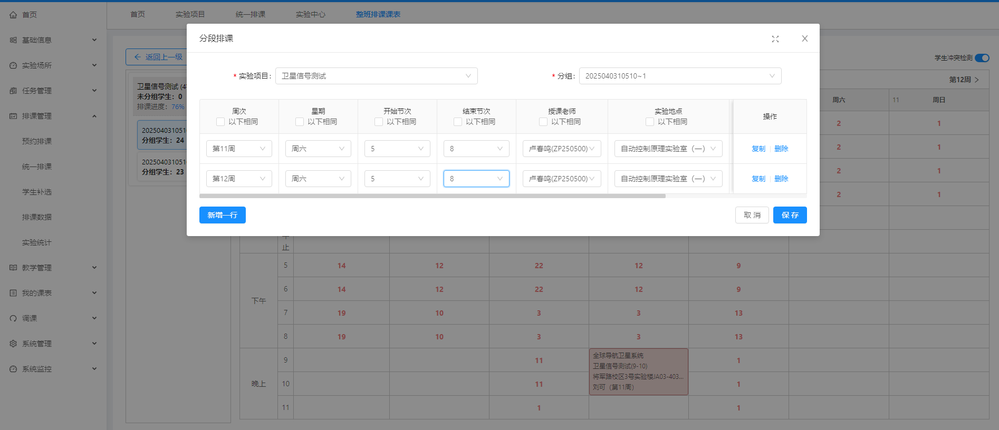 首页
基础信息
实验场所
任务管理
排课管理
预约排课
统一排课
学生补选
排课数据
实验统计
教学管理
我的课表
调课
系统管理
系统监控
首页 实验项目 统一排课 实验中心 整班排课课表
返回上一级
学生冲突检测
卫星信号测试 (4
未分组学生：0
排课进度：76%
2025040310510
分组学生：24
2025040310510
分组学生：23
分段排课
* 实验项目： 卫星信号测试
* 分组： 2025040310510~1
周次 星期 开始节次 结束节次 授课老师 实验地点 操作
以下相同 以下相同 以下相同 以下相同 以下相同 以下相同
第11周 周六 5 8 卢春鸣(ZP250500) 自动控制原理实验室（一） 复制 删除
第12周 周六 5 8 卢春鸣(ZP250500) 自动控制原理实验室（一） 复制 删除
新增一行 取 消 保 存
第12周
周六 11 周日
2 1
2 1
2 1
2 1
止
下午
5 14 12 22 12 9
6 14 12 22 12 9
7 19 10 3 3 13
8 19 10 3 3 13
晚上
9 11 1
10 11 1
11 1 1
全球导航卫星系统
卫星信号测试(9-10)
将军路校区3号实验楼JA03-403...
刘可（第11周）